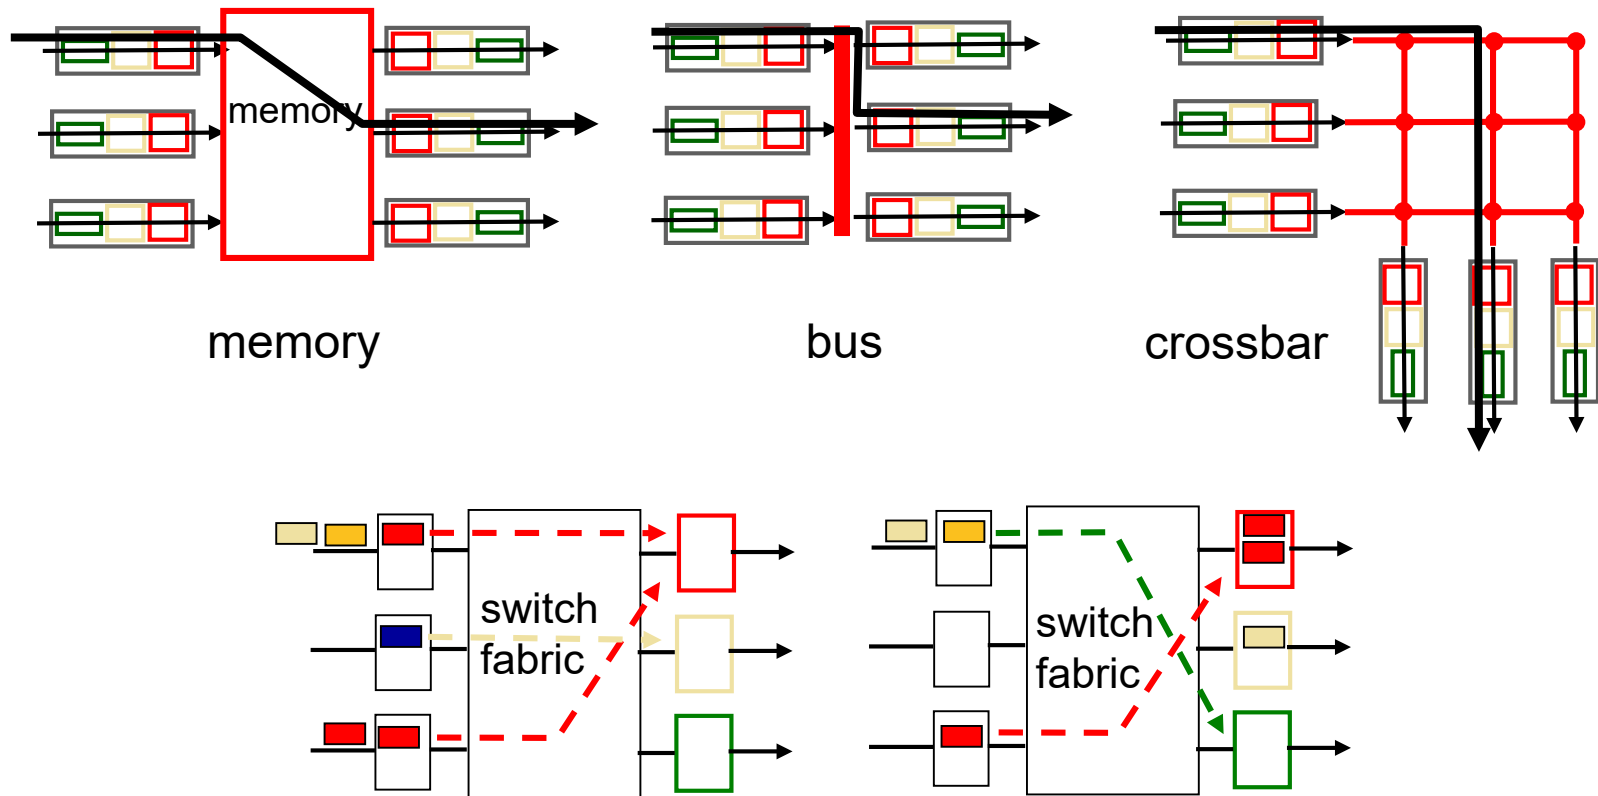 memory
memory
bus
crossbar
switch
fabric
switch
fabric